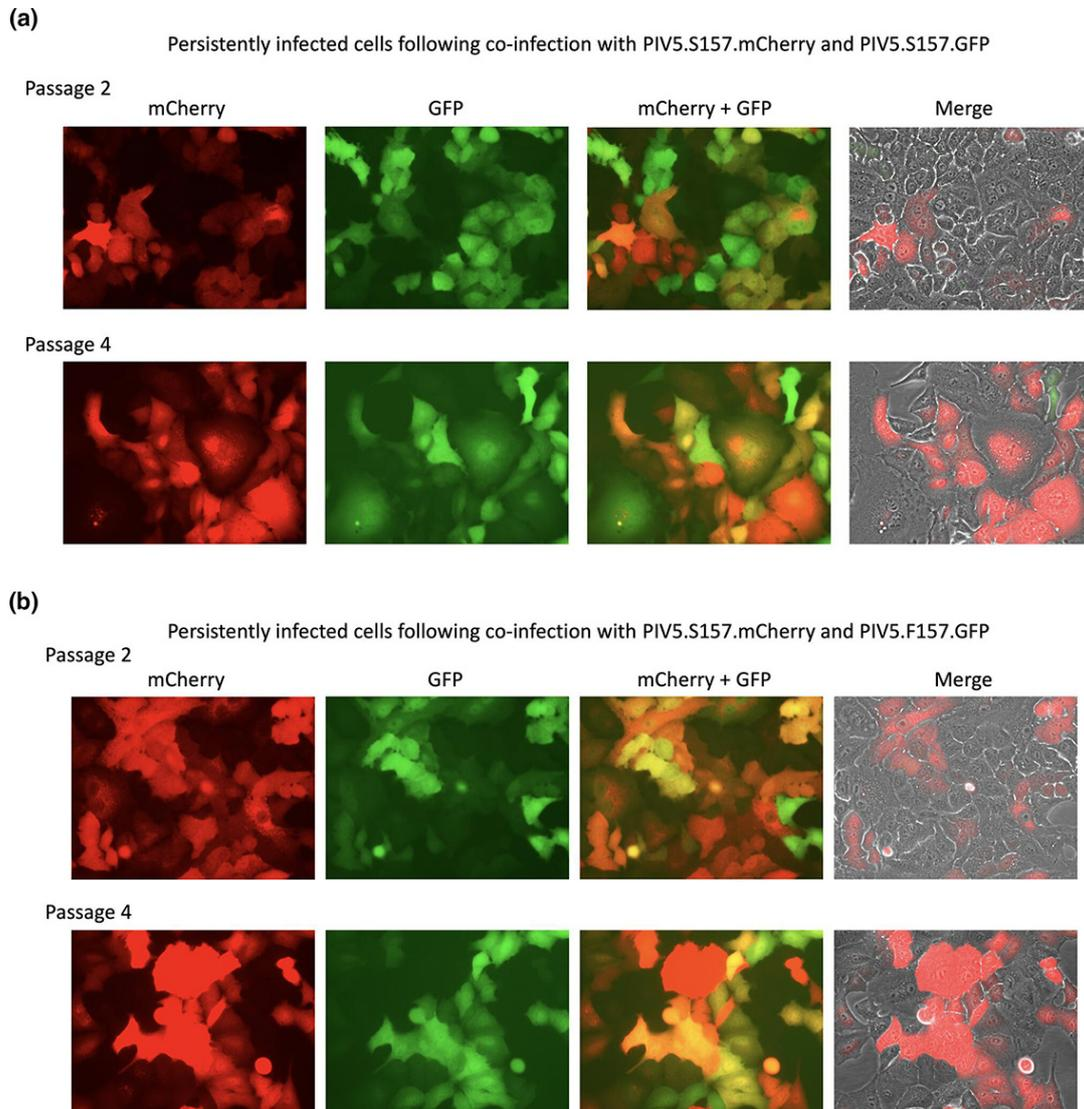 (a)
Persistently infected cells following co-infection with PIV5.S157.mCherry and PIV5.S157.GFP
Passage 2
mCherry GFP mCherry + GFP Merge
Passage 4
(b)
Persistently infected cells following co-infection with PIV5.S157.mCherry and PIV5.F157.GFP
Passage 2
mCherry GFP mCherry + GFP Merge
Passage 4